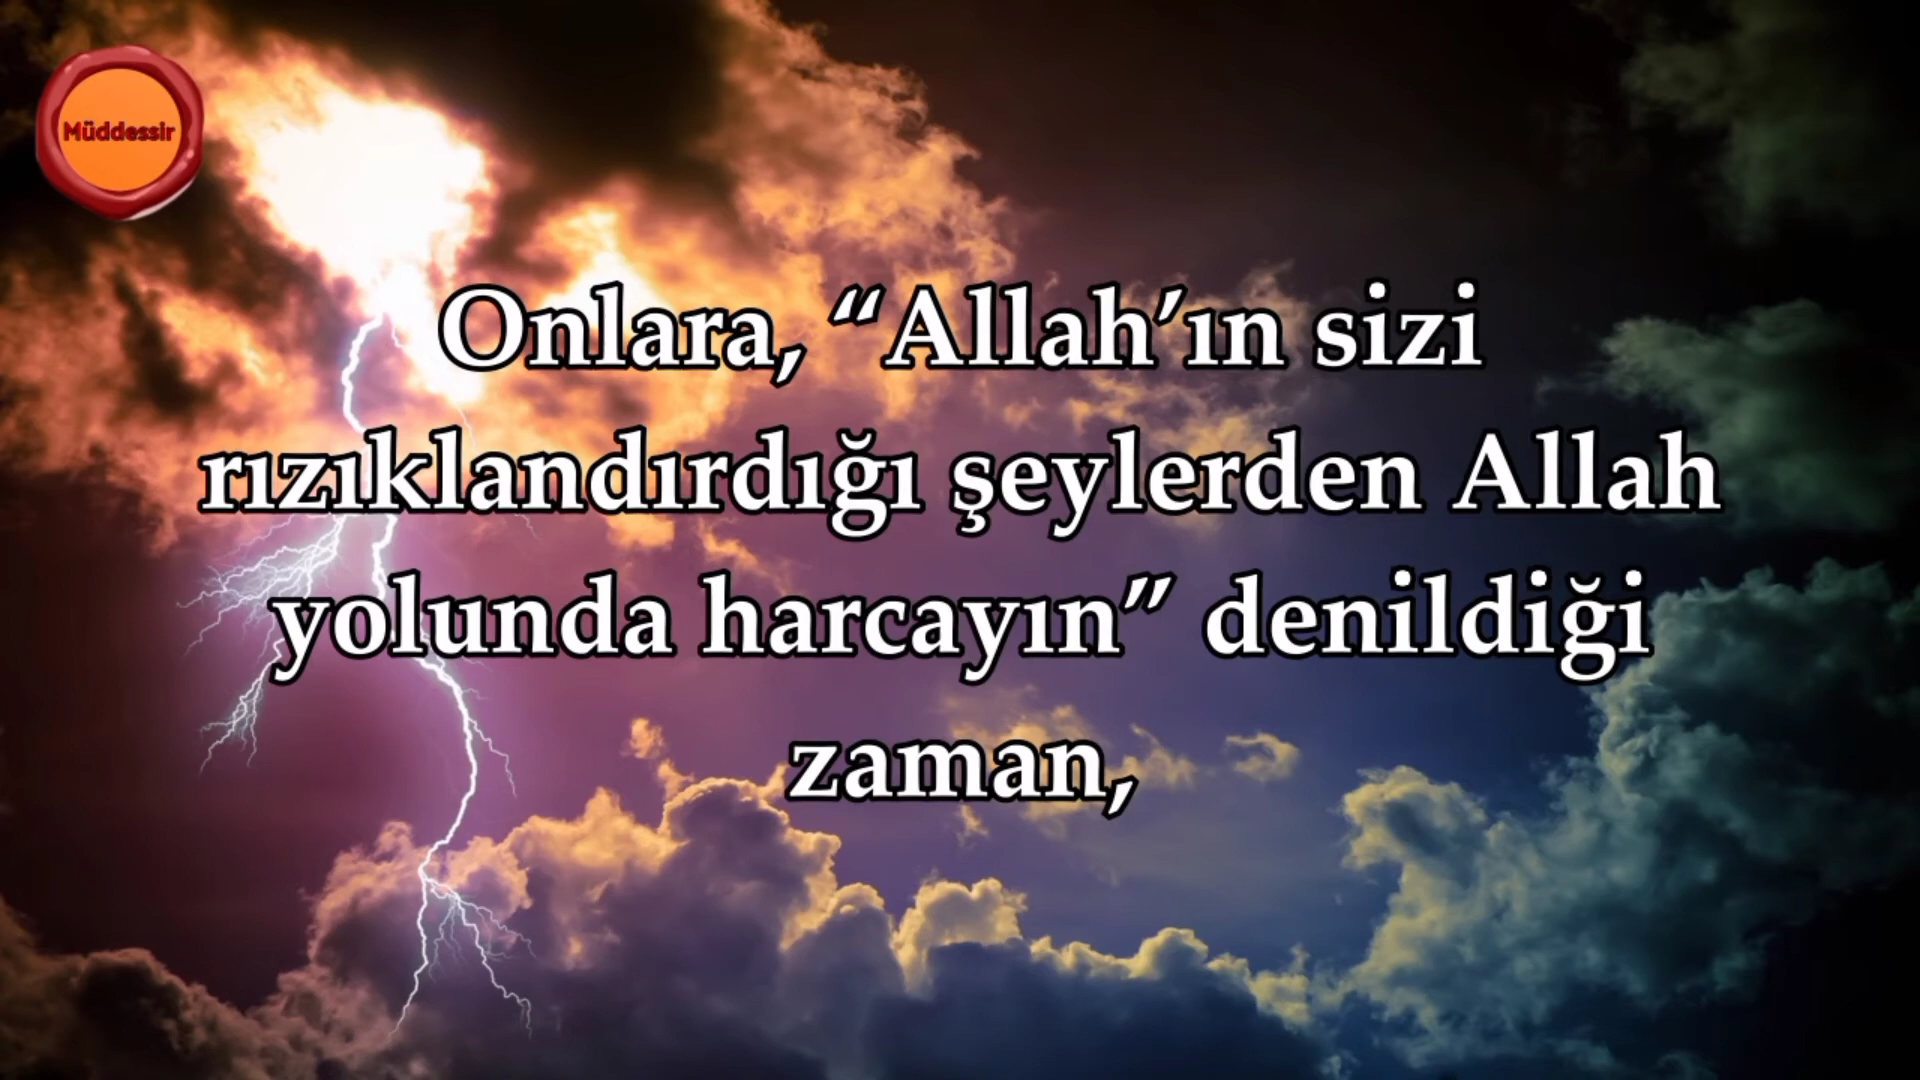 Müddessir
Onlara, “Allah’ın sizi
rızıklandırdığı şeylerden Allah
yolunda harcayın” denildiği
zaman,